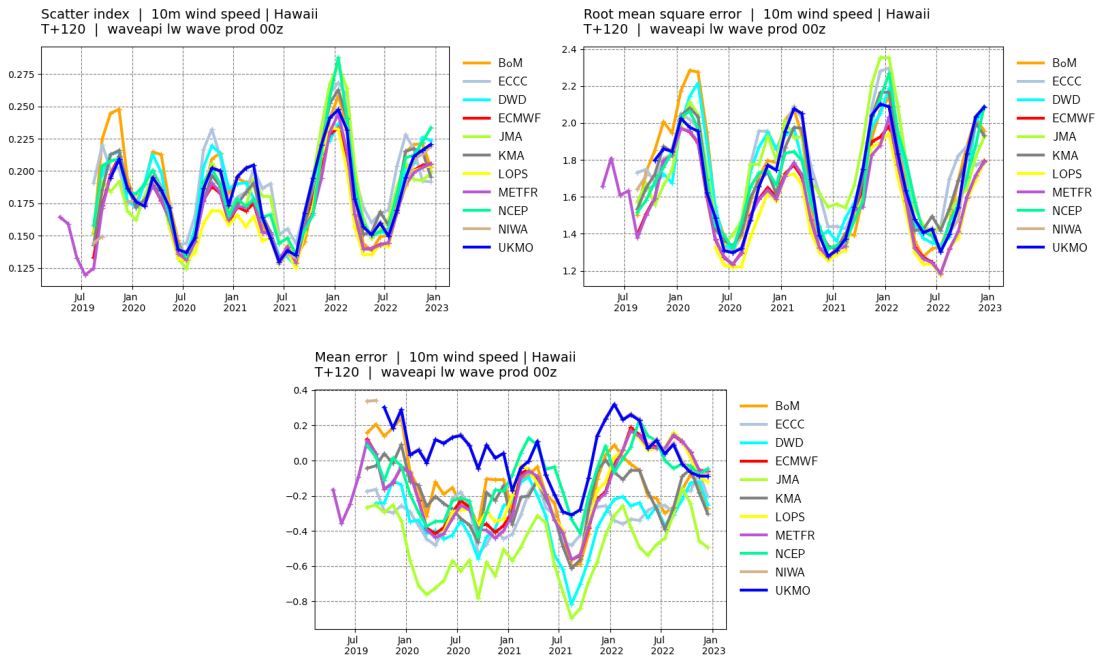 Scatter index | 10m wind speed | Hawaii
T+120 | waveapi lw wave prod 00z
0.275
0.250
0.225
0.200
0.175
0.150
0.125
Jul
2019
Jan
2020
Jul
2020
Jan
2021
Jul
2021
Jan
2022
Jul
2022
Jan
2023
BoM
ECCC
DWD
ECMWF
JMA
KMA
LOPS
METFR
NCEP
NIWA
UKMO
Root mean square error | 10m wind speed | Hawaii
T+120 | waveapi lw wave prod 00z
2.4
2.2
2.0
1.8
1.6
1.4
1.2
Jul
2019
Jan
2020
Jul
2020
Jan
2021
Jul
2021
Jan
2022
Jul
2022
Jan
2023
BoM
ECCC
DWD
ECMWF
JMA
KMA
LOPS
METFR
NCEP
NIWA
UKMO
Mean error | 10m wind speed | Hawaii
T+120 | waveapi lw wave prod 00z
0.4
0.2
0.0
−0.2
−0.4
−0.6
−0.8
Jul
2019
Jan
2020
Jul
2020
Jan
2021
Jul
2021
Jan
2022
Jul
2022
Jan
2023
BoM
ECCC
DWD
ECMWF
JMA
KMA
LOPS
METFR
NCEP
NIWA
UKMO